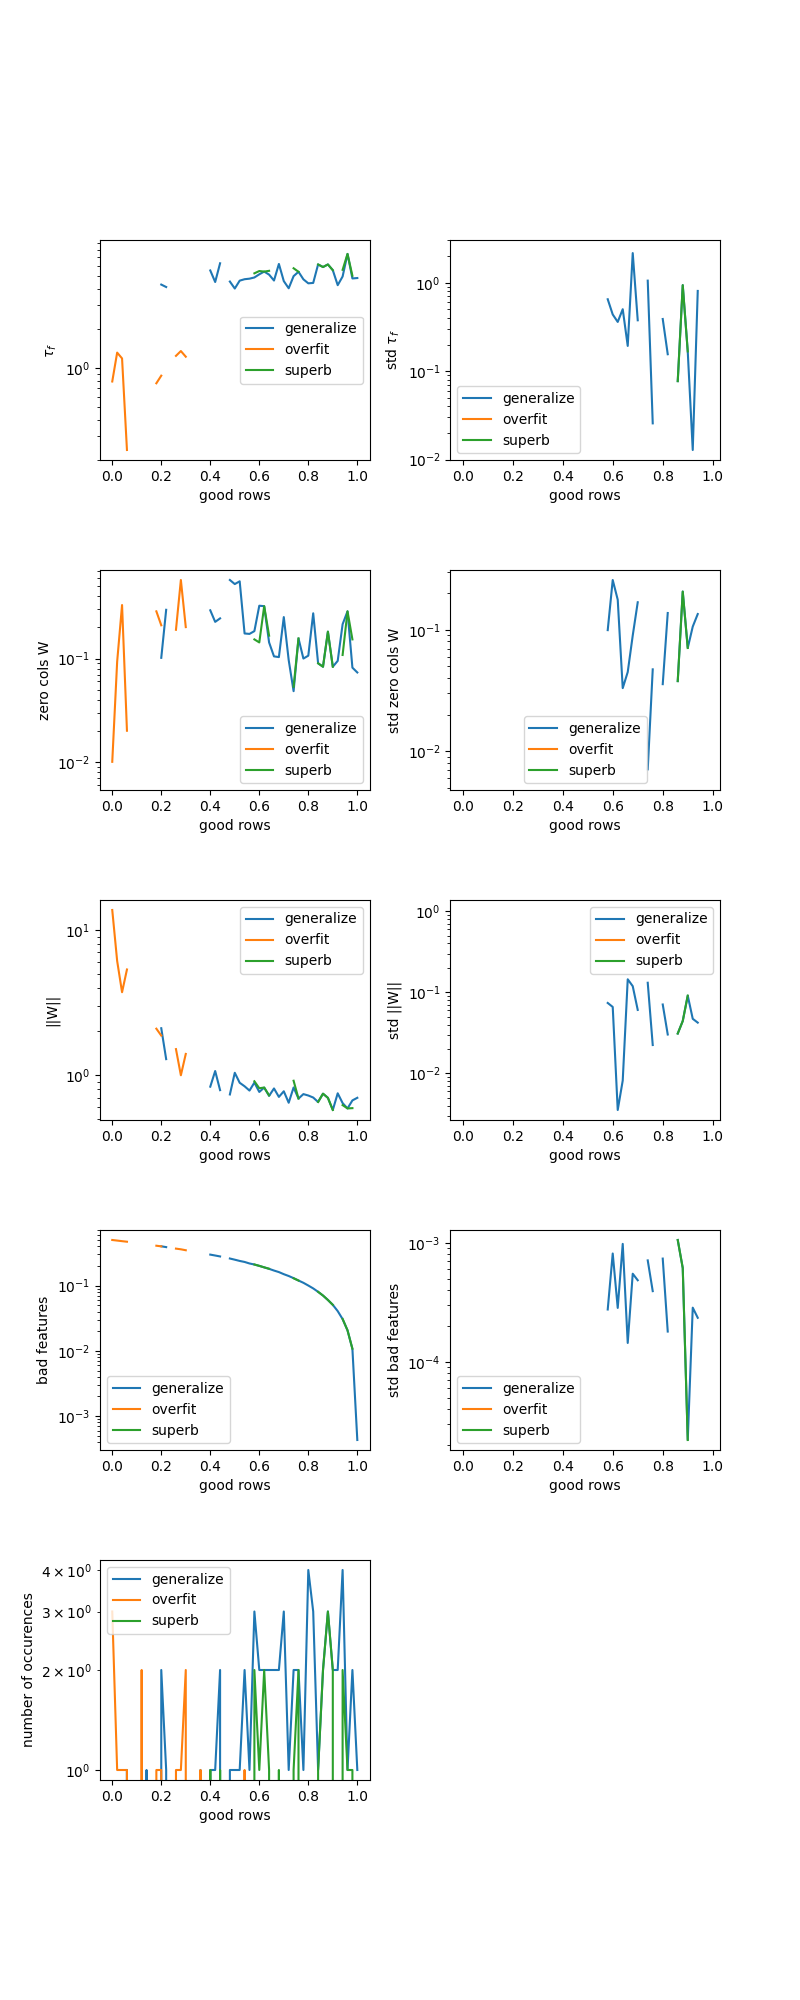 τ_f
10^0
generalize
overfit
superb
0.0 0.2 0.4 0.6 0.8 1.0
good rows
std τ_f
10^0
10^-1
10^-2
generalize
overfit
superb
0.0 0.2 0.4 0.6 0.8 1.0
good rows
zero cols W
10^-1
10^-2
generalize
overfit
superb
0.0 0.2 0.4 0.6 0.8 1.0
good rows
std zero cols W
10^-1
10^-2
generalize
overfit
superb
0.0 0.2 0.4 0.6 0.8 1.0
good rows
||W||
10^1
10^0
generalize
overfit
superb
0.0 0.2 0.4 0.6 0.8 1.0
good rows
std ||W||
10^0
10^-1
10^-2
generalize
overfit
superb
0.0 0.2 0.4 0.6 0.8 1.0
good rows
bad features
10^-1
10^-2
10^-3
generalize
overfit
superb
0.0 0.2 0.4 0.6 0.8 1.0
good rows
std bad features
10^-3
10^-4
generalize
overfit
superb
0.0 0.2 0.4 0.6 0.8 1.0
good rows
number of occurences
4 × 10^0
3 × 10^0
2 × 10^0
10^0
generalize
overfit
superb
0.0 0.2 0.4 0.6 0.8 1.0
good rows